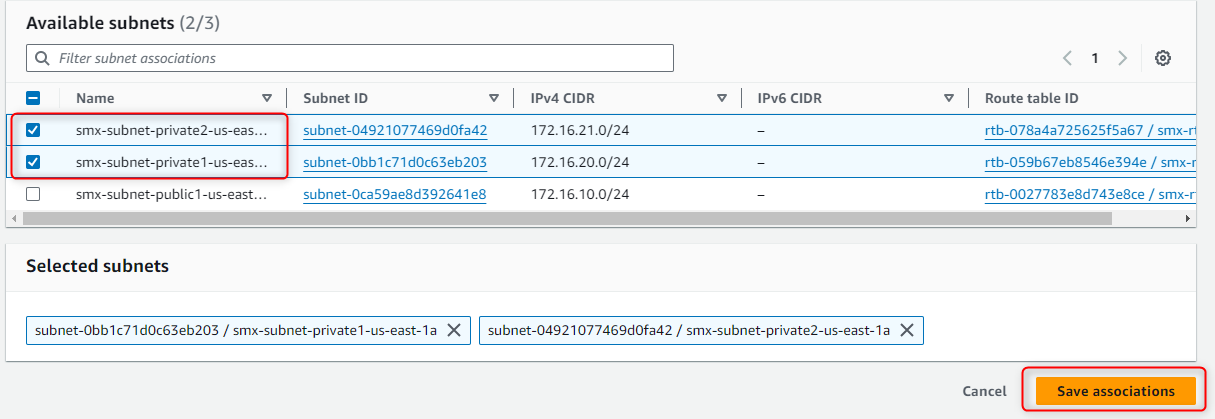 Available subnets (2/3)
Filter subnet associations
1
Name Subnet ID IPv4 CIDR IPv6 CIDR Route table ID
smx-subnet-private2-us-eas... subnet-04921077469d0fa42 172.16.21.0/24 – rtb-078a4a725625f5a67 / smx-rt
smx-subnet-private1-us-eas... subnet-0bb1c71d0c63eb203 172.16.20.0/24 – rtb-059b67eb8546e394e / smx-rt
smx-subnet-public1-us-east... subnet-0ca59ae8d392641e8 172.16.10.0/24 – rtb-0027783e8d743e8ce / smx-rt
Selected subnets
subnet-0bb1c71d0c63eb203 / smx-subnet-private1-us-east-1a subnet-04921077469d0fa42 / smx-subnet-private2-us-east-1a
Cancel Save associations